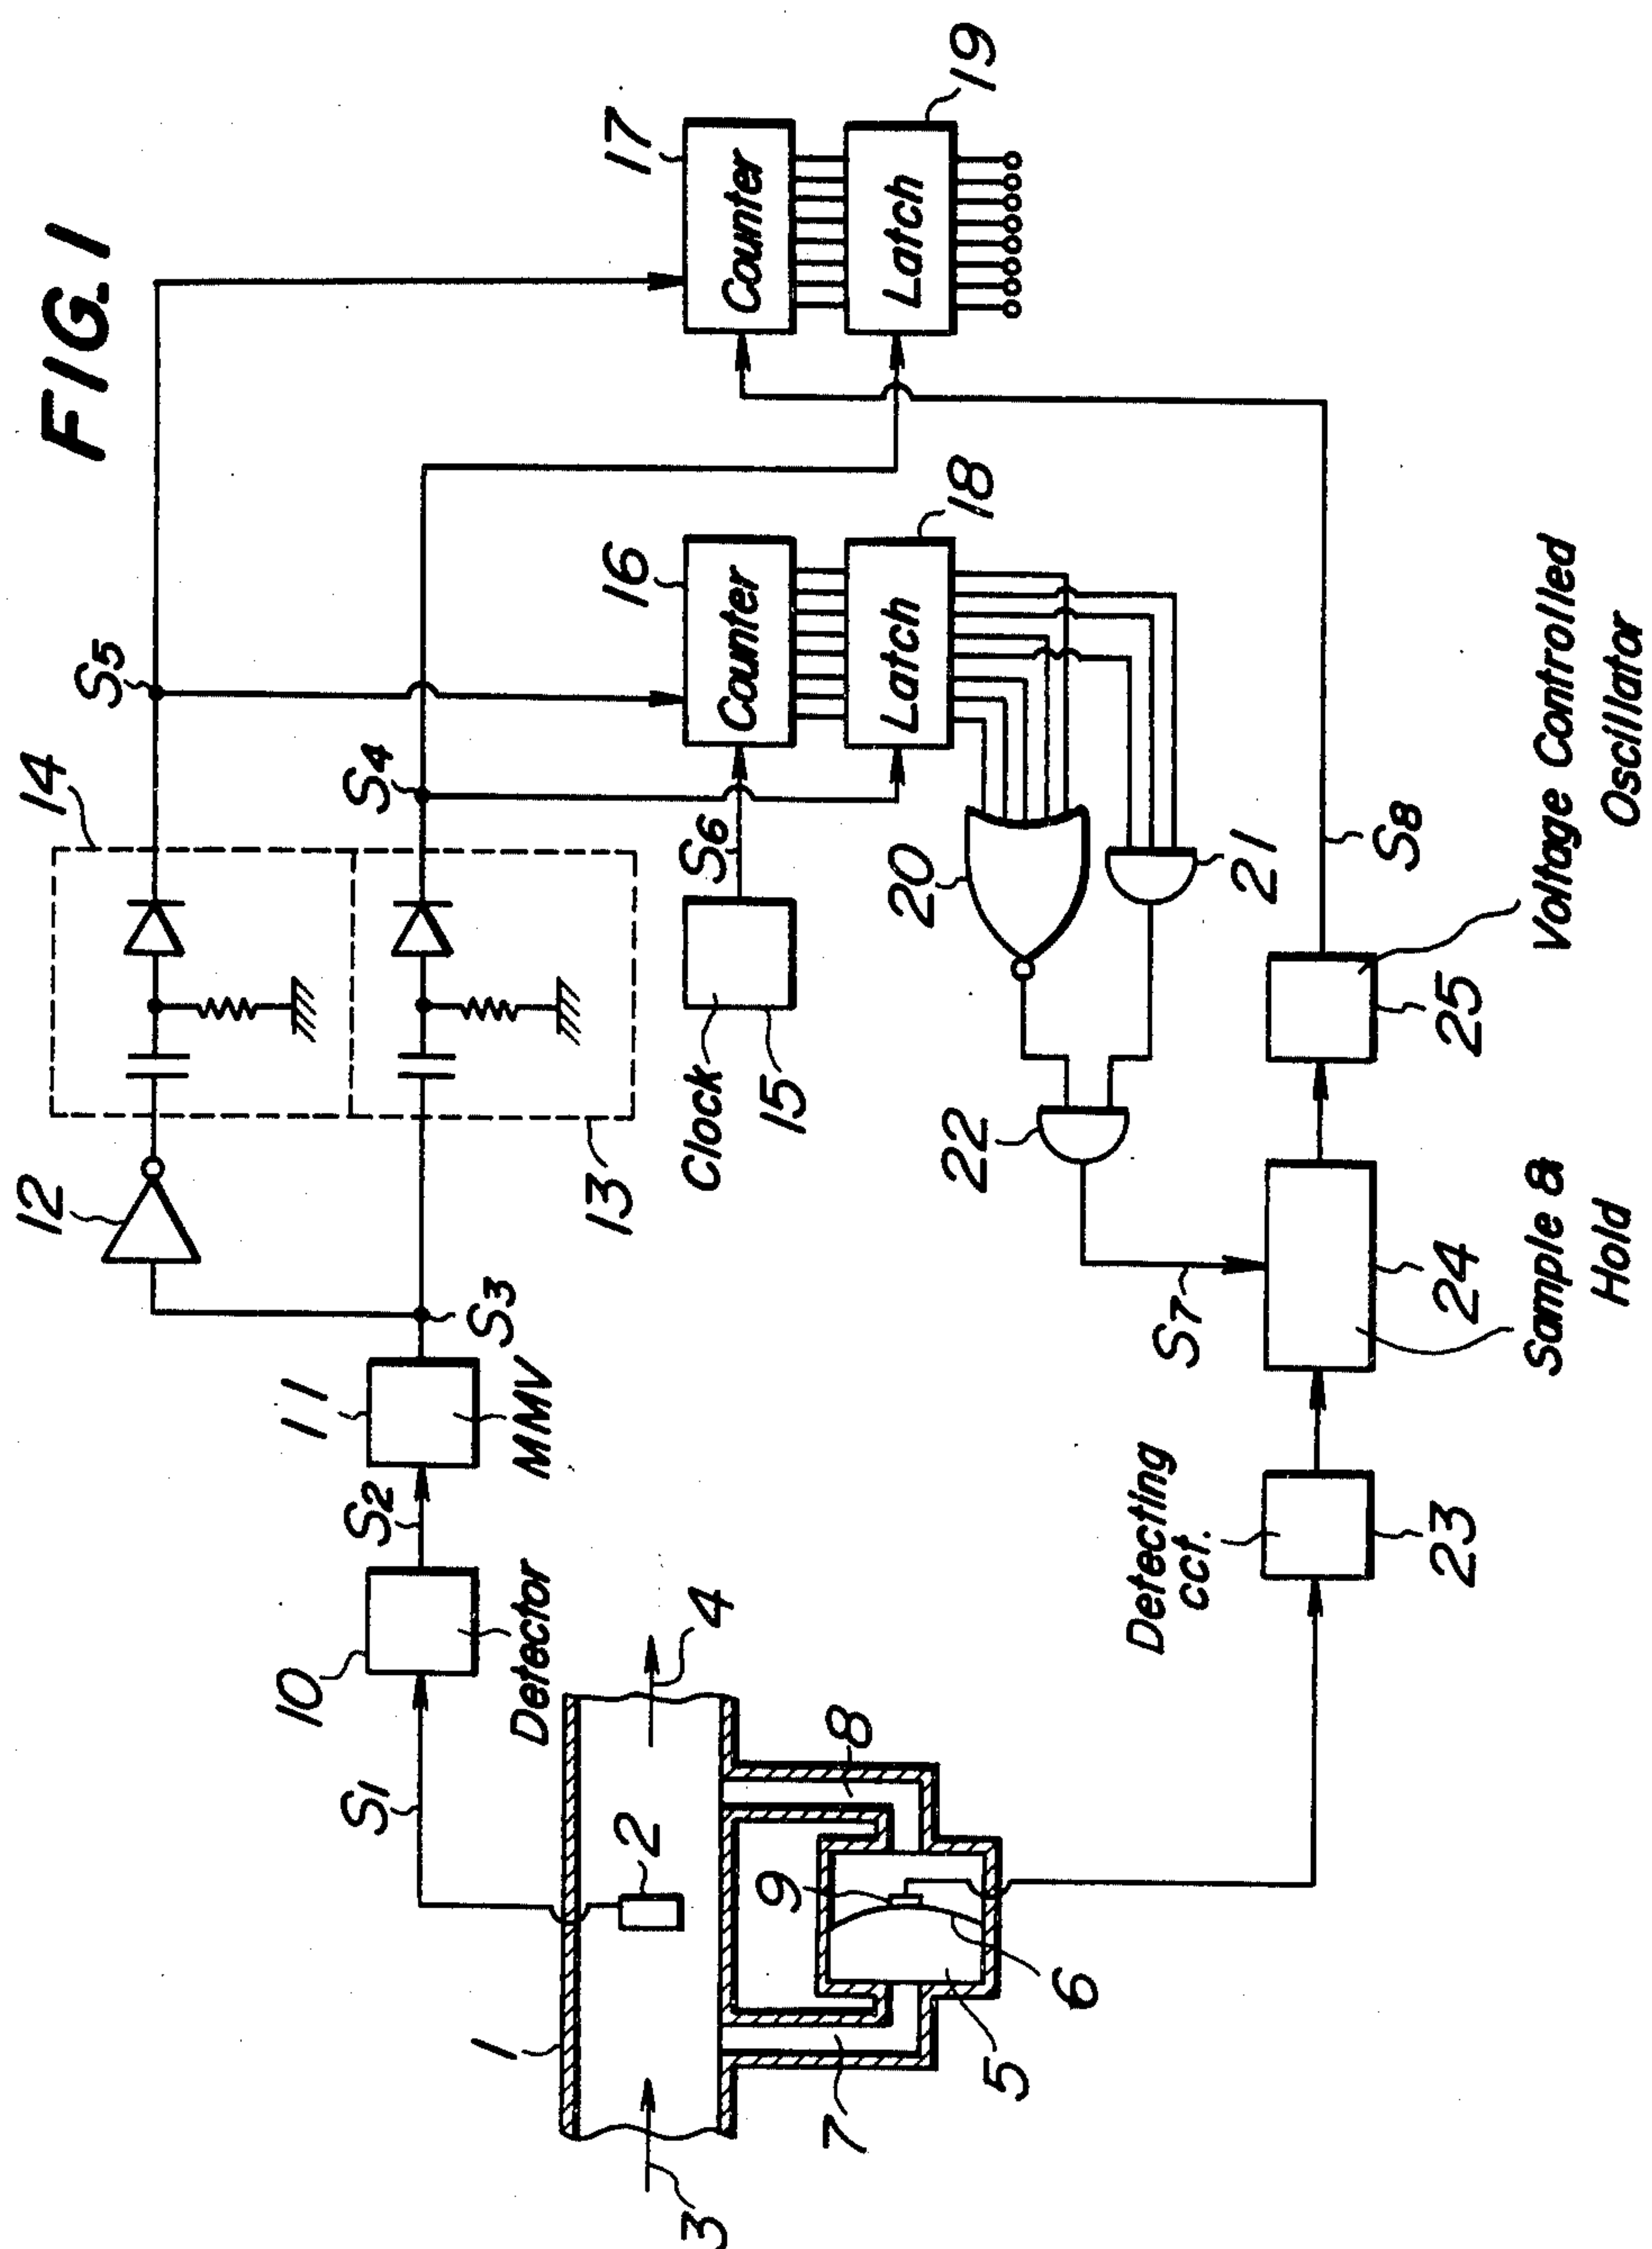 FIG. 1
14
S5
17
12
S4
Counter
19
13
16
Latch
11
S3
Clock
15
S6
Counter
18
10
S2
MMV
Latch
Detector
20
S1
22
21
4
2
8
1
9
S7
S8
3
7
5
6
Detecting
cct.
23
24
25
Sample &
Hold
Voltage Controlled
Oscillator